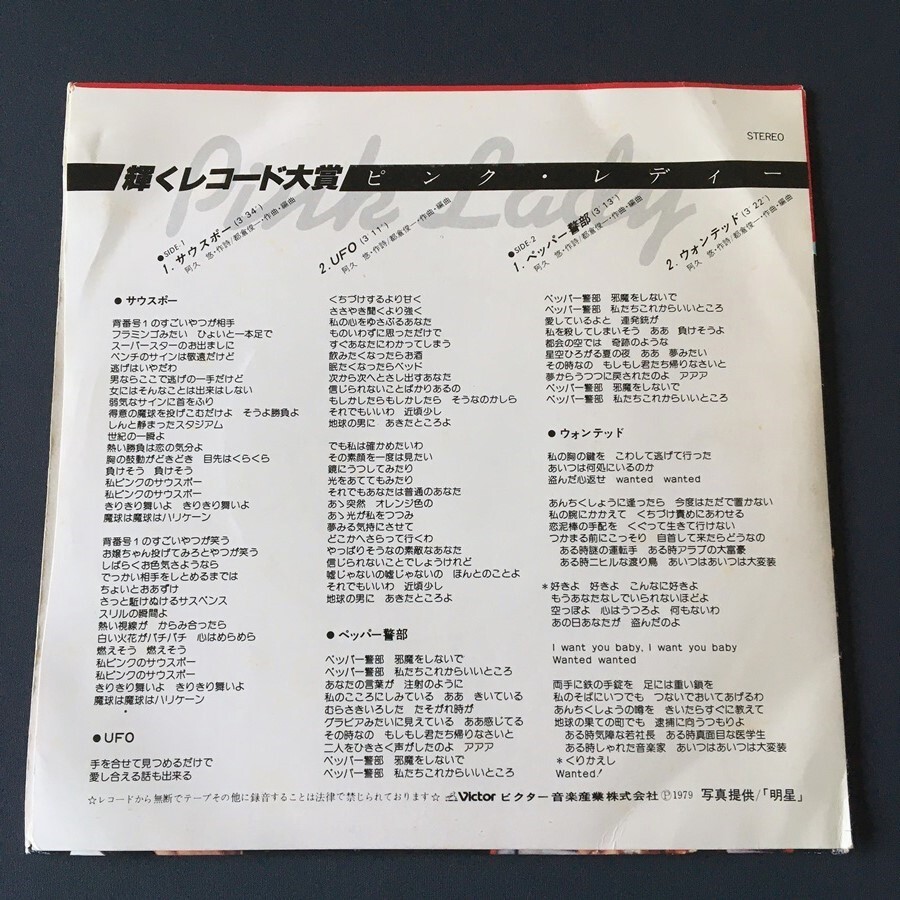 Pink Lady
STEREO
輝くレコード大賞 ピンク・レディー
●SIDE-1
1. サウスポー(3'34")
阿久 悠・作詩/都倉俊一・作曲・編曲
2. UFO(3'11")
阿久 悠・作詩/都倉俊一・作曲・編曲
●SIDE-2
1. ペッパー警部(3'13")
阿久 悠・作詩/都倉俊一・作曲・編曲
2. ウォンテッド(3'22")
阿久 悠・作詩/都倉俊一・作曲・編曲
●サウスポー
背番号1のすごいやつが相手
フラミンゴみたい ひょいと一本足で
スーパースターのお出ましに
ベンチのサインは敬遠だけど
逃げはいやだわ
男ならここで逃げの一手だけど
女にはそんなことは出来はしない
弱気なサインに首をふり
得意の魔球を投げこむだけよ そうよ勝負よ
しんと静まったスタジアム
世紀の一瞬よ
熱い勝負は恋の気分よ
胸の鼓動がどきどき 目先はくらくら
負けそう 負けそう
私ピンクのサウスポー
私ピンクのサウスポー
きりきり舞いよ きりきり舞いよ
魔球は魔球はハリケーン
背番号1のすごいやつが笑う
お嬢ちゃん投げてみろとやつが笑う
しばらくお色気さようなら
でっかい相手をしとめるまでは
ちょいとおあずけ
さっと駈けぬけるサスペンス
スリルの瞬間よ
熱い視線が からみ合ったら
白い火花がパチパチ 心はめらめら
燃えそう 燃えそう
私ピンクのサウスポー
私ピンクのサウスポー
きりきり舞いよ きりきり舞いよ
魔球は魔球はハリケーン
●UFO
手を合せて見つめるだけで
愛し合える話も出来る
くちづけするより甘く
ささやき聞くより強く
私の心をゆさぶるあなた
ものいわずに思っただけで
すぐあなたにわかってしまう
飲みたくなったらお酒
眠たくなったらベッド
次から次へとさし出すあなた
信じられないことばかりあるの
もしかしたらもしかしたら そうなのかしら
それでもいいわ 近頃少し
地球の男に あきたところよ
でも私は確かめたいわ
その素顔を一度は見たい
鏡にうつしてみたり
光をあててもみたり
それでもあなたは普通のあなた
あゝ突然 オレンジ色の
あゝ光が私をつつみ
夢みる気持にさせて
どこかへさらって行くわ
やっぱりそうなの素敵なあなた
信じられないことでしょうけれど
嘘じゃないの嘘じゃないの ほんとのことよ
それでもいいわ 近頃少し
地球の男に あきたところよ
●ペッパー警部
ペッパー警部 邪魔をしないで
ペッパー警部 私たちこれからいいところ
あなたの言葉が 注射のように
私のこころにしみている ああ きいている
むらさきいろした たそがれ時が
グラビアみたいに見えている ああ感じてる
その時なの もしもし君たち帰りなさいと
二人をひきさく声がしたのよ アアア
ペッパー警部 邪魔をしないで
ペッパー警部 私たちこれからいいところ
ペッパー警部 邪魔をしないで
ペッパー警部 私たちこれからいいところ
愛しているよと 連発銃が
私を殺してしまいそう ああ 負けそうよ
都会の空では 奇跡のような
星空ひろがる夏の夜 ああ 夢みたい
その時なの もしもし君たち帰りなさいと
夢からうつつに戻されたのよ アアア
ペッパー警部 邪魔をしないで
ペッパー警部 私たちこれからいいところ
●ウォンテッド
私の胸の鍵を こわして逃げて行った
あいつは何処にいるのか
盗んだ心返せ wanted wanted
あんちくしょうに逢ったら 今度はただで置かない
私の腕にかかえて くちづけ責めにあわせる
恋泥棒の手配を くぐって生きて行けない
つかまる前にこっそり 自首して来たらどうなの
ある時謎の運転手 ある時アラブの大富豪
ある時ニヒルな渡り鳥 あいつはあいつは大変装
＊好きよ 好きよ こんなに好きよ
もうあなたなしでいられないほどよ
空っぽよ 心はうつろよ 何もないわ
あの日あなたが 盗んだのよ
I want you baby, I want you baby
Wanted wanted
両手に鉄の手錠を 足には重い鎖を
私のそばにいつでも つないでおいてあげるわ
あんちくしょうの噂を きいたらすぐに教えて
地球の果ての町でも 逮捕に向うつもりよ
ある時気障な若社長 ある時真面目な医学生
ある時しゃれた音楽家 あいつはあいつは大変装
＊くりかえし
Wanted!
☆レコードから無断でテープその他に録音することは法律で禁じられております☆ Victor ビクター音楽産業株式会社 Ⓟ1979 写真提供/「明星」